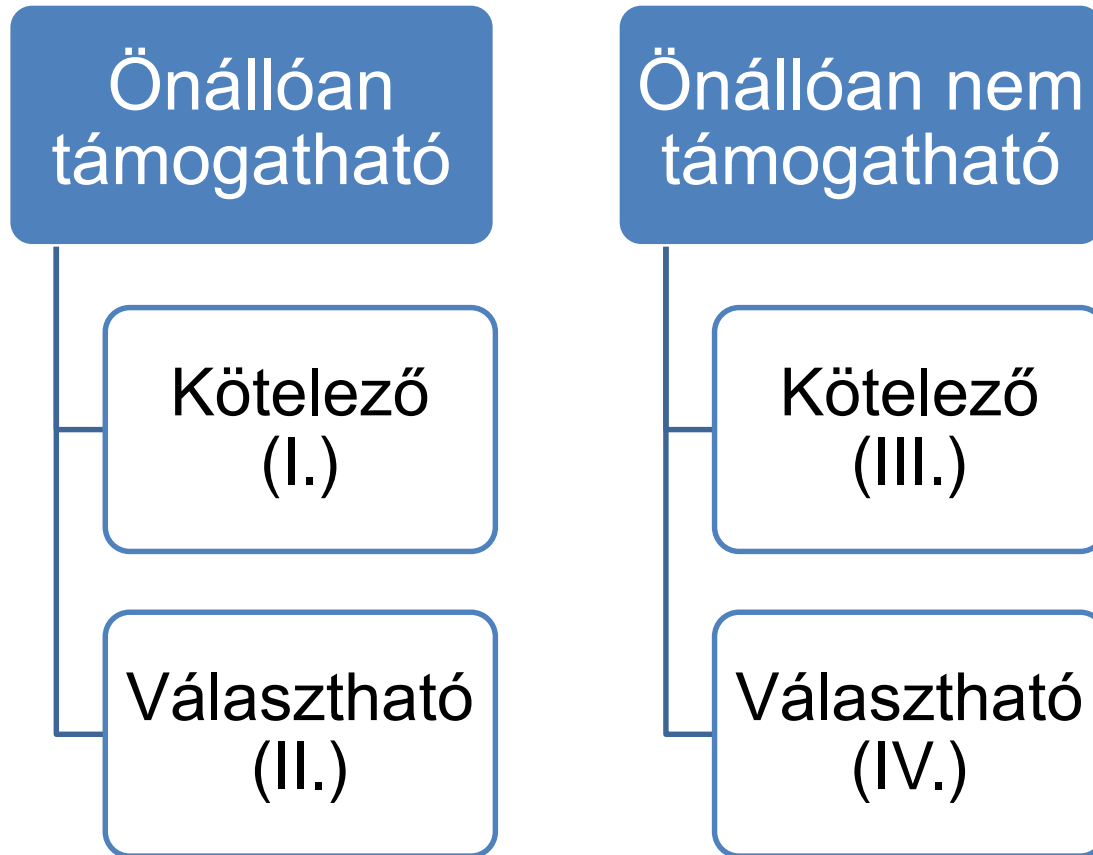 Önállóan
támogatható
Kötelező
(I.)
Választható
(II.)
Önállóan nem
támogatható
Kötelező
(III.)
Választható
(IV.)